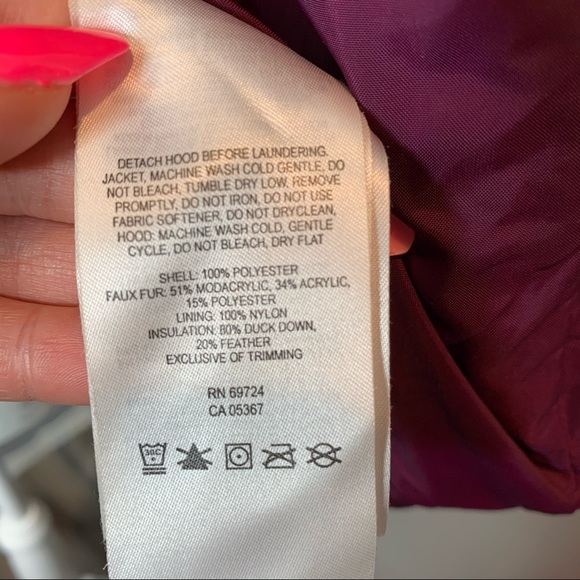 DETACH HOOD BEFORE LAUNDERING.
JACKET, MACHINE WASH COLD GENTLE, DO
NOT BLEACH, TUMBLE DRY LOW. REMOVE
PROMPTLY, DO NOT IRON, DO NOT USE
FABRIC SOFTENER, DO NOT DRYCLEAN,
HOOD: MACHINE WASH COLD, GENTLE
CYCLE, DO NOT BLEACH, DRY FLAT
SHELL: 100% POLYESTER
FAUX FUR: 51% MODACRYLIC, 34% ACRYLIC,
15% POLYESTER
LINING: 100% NYLON
INSULATION: 80% DUCK DOWN,
20% FEATHER
EXCLUSIVE OF TRIMMING
RN 69724
CA 05367
30C